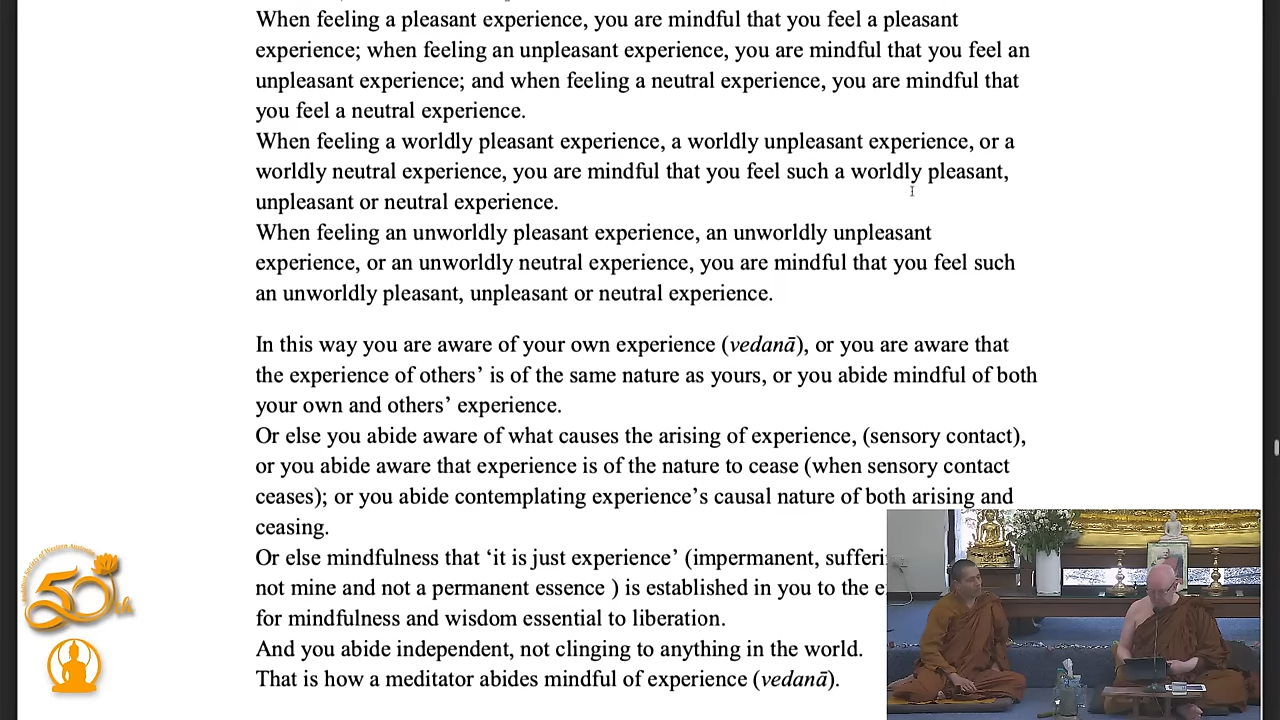 When feeling a pleasant experience, you are mindful that you feel a pleasant
experience; when feeling an unpleasant experience, you are mindful that you feel an
unpleasant experience; and when feeling a neutral experience, you are mindful that
you feel a neutral experience.
When feeling a worldly pleasant experience, a worldly unpleasant experience, or a
worldly neutral experience, you are mindful that you feel such a worldly pleasant,
unpleasant or neutral experience.
When feeling an unworldly pleasant experience, an unworldly unpleasant
experience, or an unworldly neutral experience, you are mindful that you feel such
an unworldly pleasant, unpleasant or neutral experience.
In this way you are aware of your own experience (vedanā), or you are aware that
the experience of others’ is of the same nature as yours, or you abide mindful of both
your own and others’ experience.
Or else you abide aware of what causes the arising of experience, (sensory contact),
or you abide aware that experience is of the nature to cease (when sensory contact
ceases); or you abide contemplating experience’s causal nature of both arising and
ceasing.
Or else mindfulness that ‘it is just experience’ (impermanent,
not mine and not a permanent essence ) is established in you to the
for mindfulness and wisdom essential to liberation.
And you abide independent, not clinging to anything in the world.
That is how a meditator abides mindful of experience (vedanā).
Society of Western Australia
50th